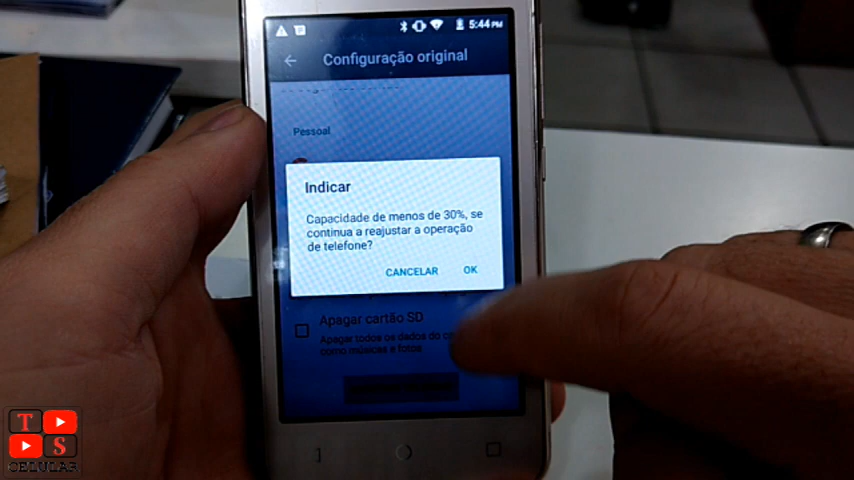 5:44 PM
Configuração original
Pessoal
Indicar
Capacidade de menos de 30%, se
continua a reajustar a operação
de telefone?
CANCELAR OK
Apagar cartão SD
Apagar todos os dados do
como músicas e fotos
T
S
CELULAR